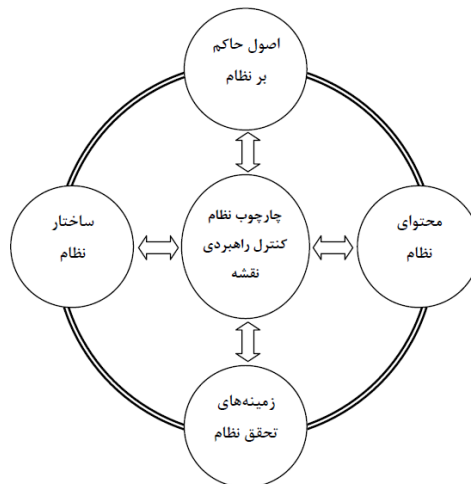 اصول حاکم
بر نظام
محتوای
نظام
چارچوب نظام
کنترل راهبردی
نقشه
ساختار
نظام
زمینه‌های
تحقق نظام